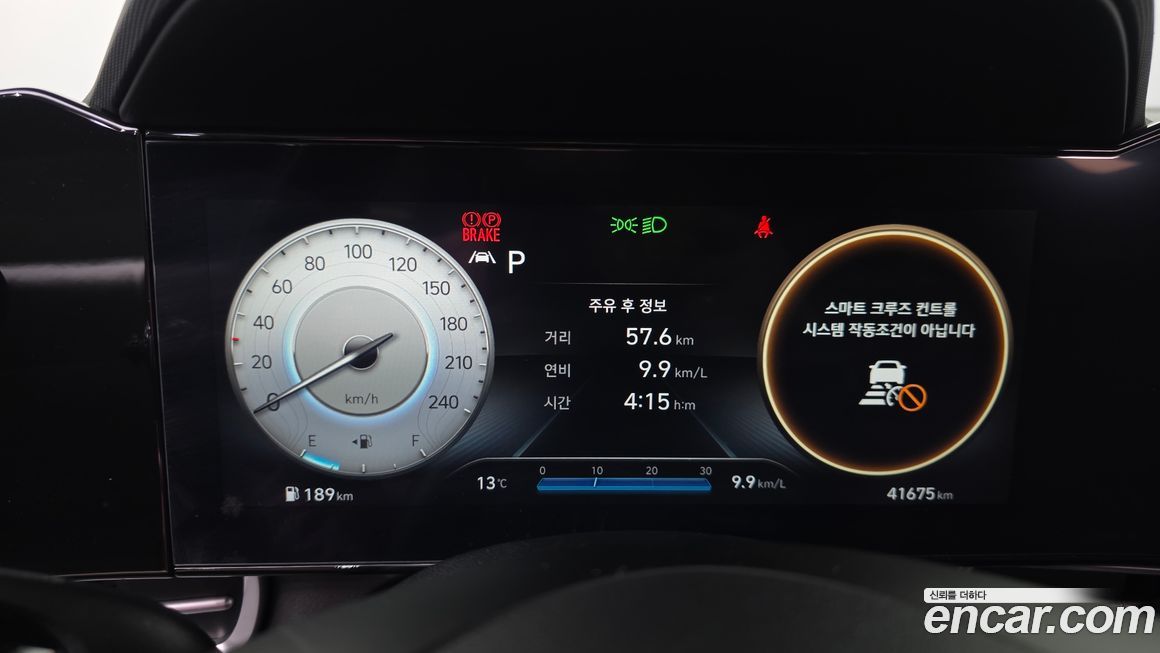 BRAKE
P
0
20
40
60
80
100
120
150
180
210
240
km/h
E
F
189 km
주유 후 정보
거리 57.6 km
연비 9.9 km/L
시간 4:15 h:m
13℃
0 10 20 30
9.9 km/L
스마트 크루즈 컨트롤
시스템 작동조건이 아닙니다
41675 km
신뢰를 더하다
encar.com